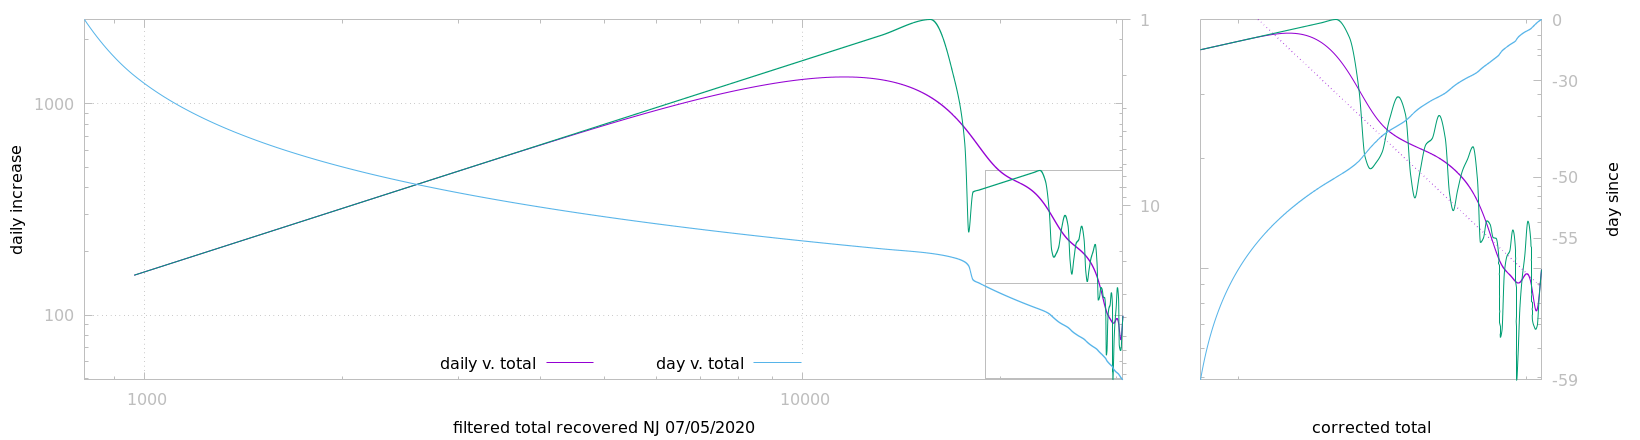 1
0
-30
1000
daily increase
10
-50
day since
-55
100
daily v. total
day v. total
-59
1000
10000
filtered total recovered NJ 07/05/2020
corrected total